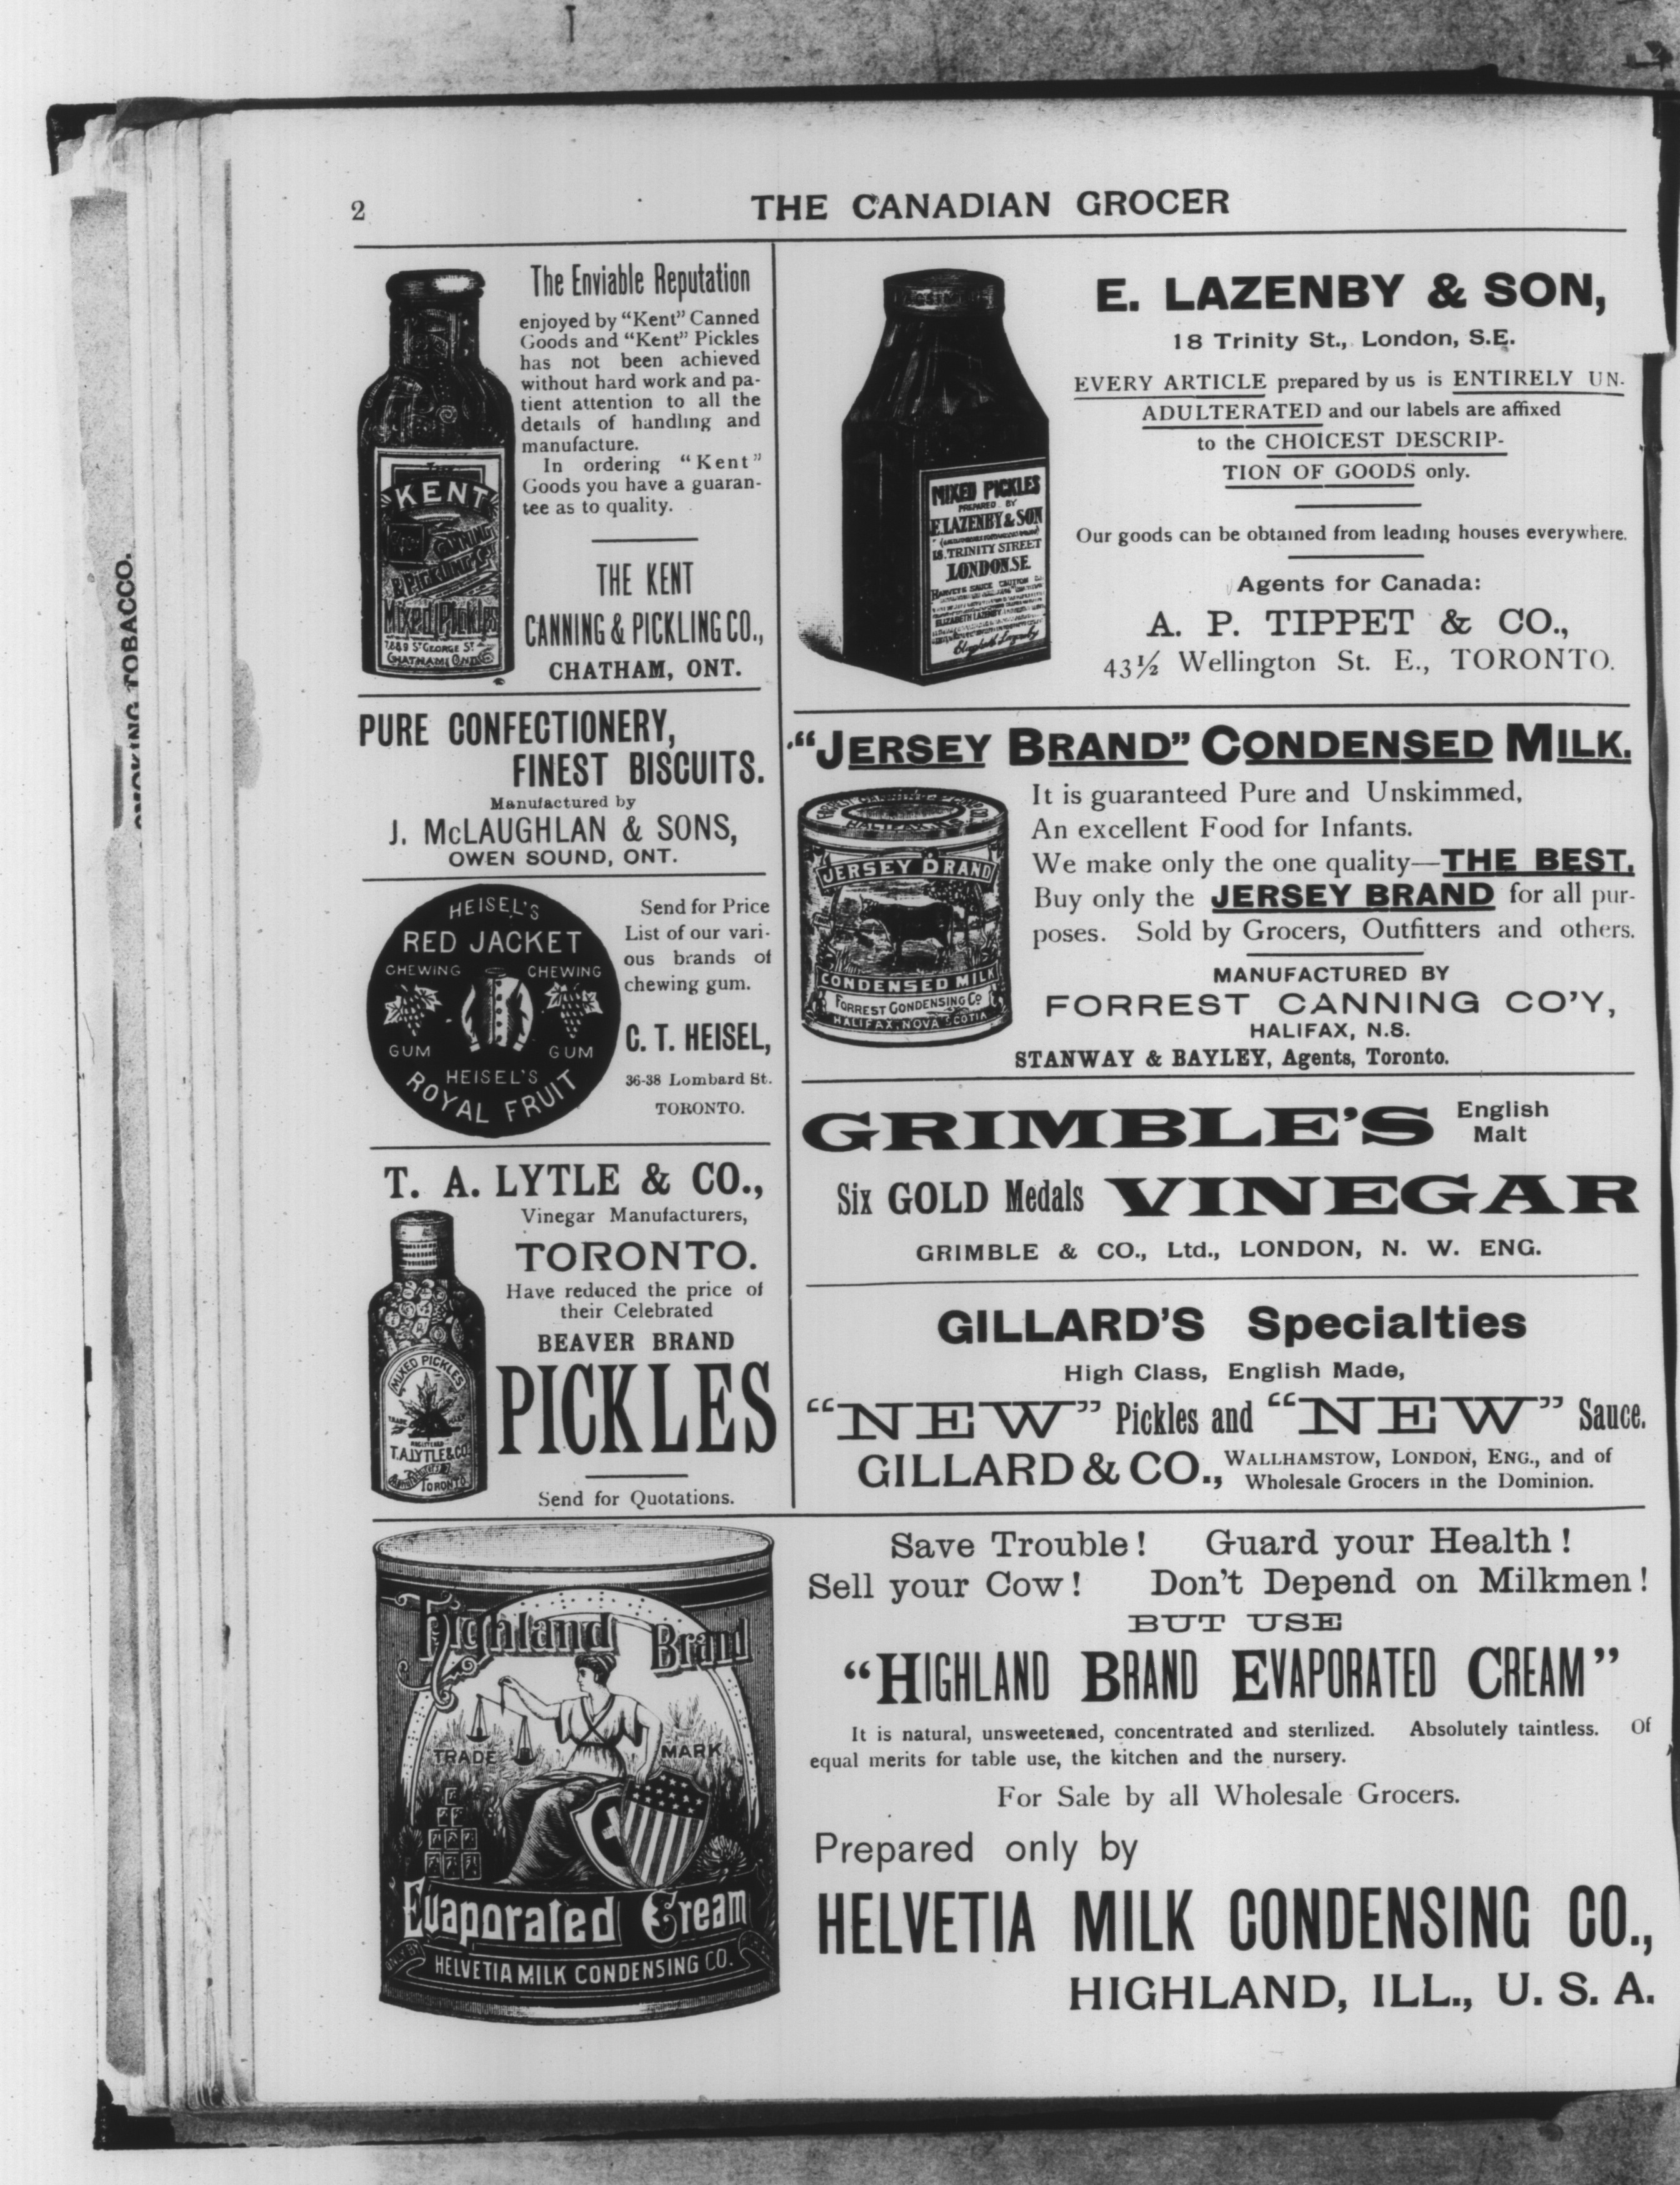 2
THE CANADIAN GROCER
The Enviable Reputation
enjoyed by "Kent" Canned
Goods and "Kent" Pickles
has not been achieved
without hard work and pa-
tient attention to all the
details of handling and
manufacture.
In ordering "Kent"
Goods you have a guaran-
tee as to quality.
THE KENT
CANNING & PICKLING CO.,
CHATHAM, ONT.
KENT
CANNING
& PICKLING
Mixed Pickles
ST GEORGE ST
CHATHAM ONT
PURE CONFECTIONERY,
FINEST BISCUITS.
Manufactured by
J. McLAUGHLAN & SONS,
OWEN SOUND, ONT.
HEISEL'S
RED JACKET
CHEWING CHEWING
GUM GUM
HEISEL'S
ROYAL FRUIT
Send for Price
List of our vari-
ous brands of
chewing gum.
C. T. HEISEL,
36-38 Lombard St.
TORONTO.
T. A. LYTLE & CO.,
Vinegar Manufacturers,
TORONTO.
Have reduced the price of
their Celebrated
BEAVER BRAND
PICKLES
Send for Quotations.
MIXED PICKLES
T.A. LYTLE & CO.
TORONTO
E. LAZENBY & SON,
18 Trinity St., London, S.E.
EVERY ARTICLE prepared by us is ENTIRELY UN-
ADULTERATED and our labels are affixed
to the CHOICEST DESCRIP-
TION OF GOODS only.
Our goods can be obtained from leading houses everywhere.
Agents for Canada:
A. P. TIPPET & CO.,
43½ Wellington St. E., TORONTO.
MIXED PICKLES
PREPARED BY
E. LAZENBY & SON
18. TRINITY STREET
LONDON. S.E.
HARVEY'S SAUCE CAUTION
ELIZABETH LAZENBY
Elizabeth Lazenby
"JERSEY BRAND" CONDENSED MILK.
It is guaranteed Pure and Unskimmed,
An excellent Food for Infants.
We make only the one quality—THE BEST.
Buy only the JERSEY BRAND for all pur-
poses. Sold by Grocers, Outfitters and others.
MANUFACTURED BY
FORREST CANNING CO'Y,
HALIFAX, N.S.
STANWAY & BAYLEY, Agents, Toronto.
HALIFAX N.S.
JERSEY BRAND
CONDENSED MILK
FORREST CONDENSING Co
HALIFAX, NOVA SCOTIA
GRIMBLE'S English
Malt
Six GOLD Medals VINEGAR
GRIMBLE & CO., Ltd., LONDON, N. W. ENG.
GILLARD'S Specialties
High Class, English Made,
"NEW" Pickles and "NEW" Sauce.
GILLARD & CO., WALLHAMSTOW, LONDON, ENG., and of
Wholesale Grocers in the Dominion.
Highland Brand
TRADE MARK
Evaporated Cream
HELVETIA MILK CONDENSING CO.
Save Trouble! Guard your Health!
Sell your Cow! Don't Depend on Milkmen!
BUT USE
"HIGHLAND BRAND EVAPORATED CREAM"
It is natural, unsweetened, concentrated and sterilized. Absolutely taintless. Of
equal merits for table use, the kitchen and the nursery.
For Sale by all Wholesale Grocers.
Prepared only by
HELVETIA MILK CONDENSING CO.,
HIGHLAND, ILL., U. S. A.
SMOKING TOBACCO.